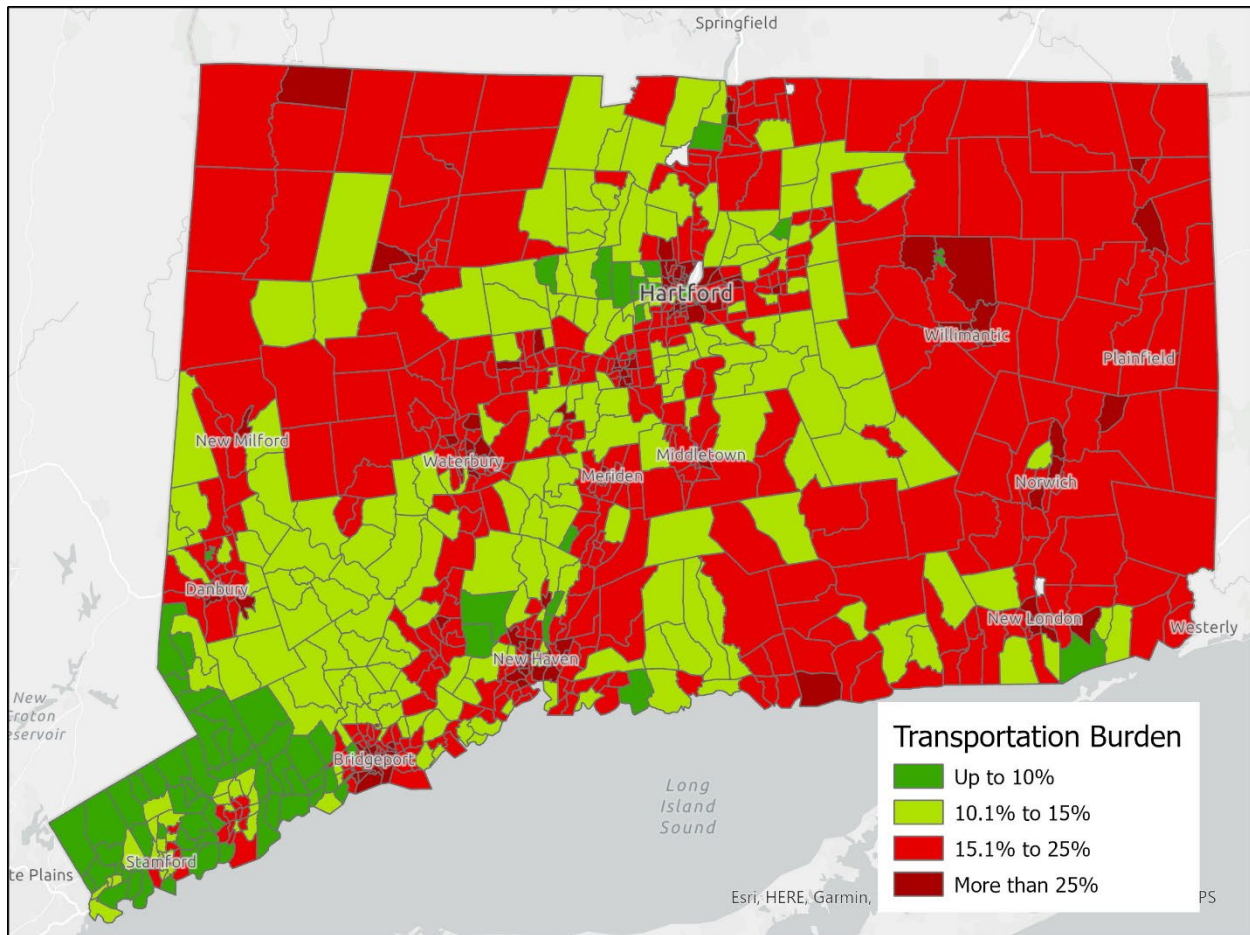 Springfield
Hartford
Willimantic
Plainfield
New Milford
Waterbury
Meriden
Middletown
Norwich
Danbury
New Haven
New London
Westerly
New
Croton
eservoir
Bridgeport
Long
Island
Sound
Stamford
te Plains
Transportation Burden
Up to 10%
10.1% to 15%
15.1% to 25%
More than 25%
Esri, HERE, Garmin,
PS